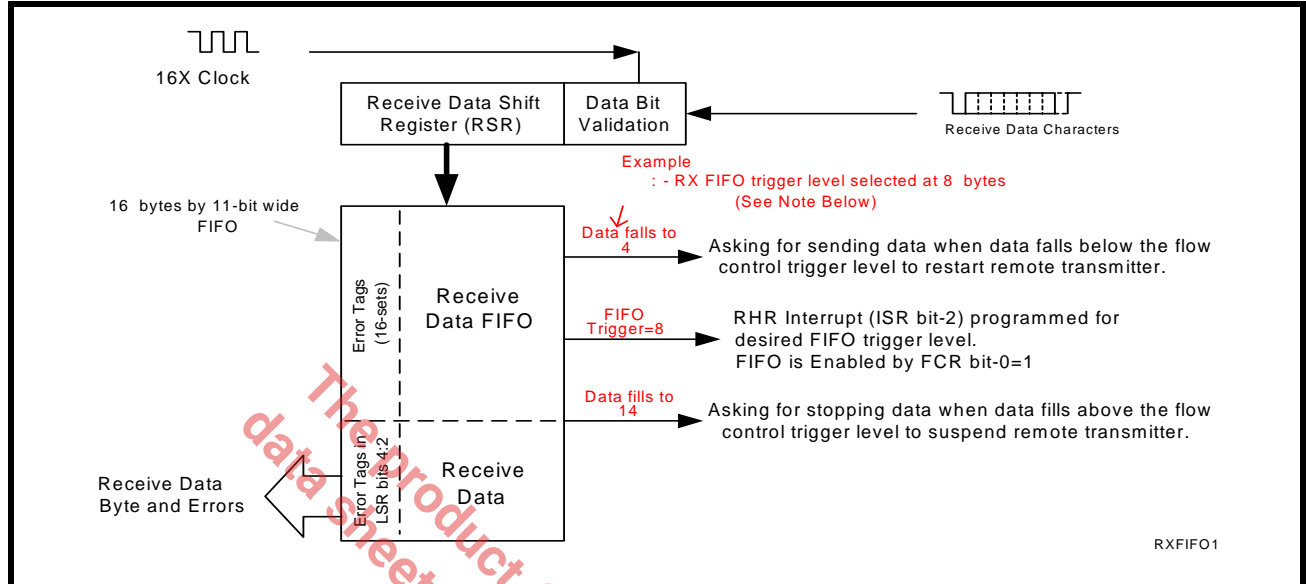 16X Clock
Receive Data Shift
Register (RSR)
Data Bit
Validation
Receive Data Characters
Example
: - RX FIFO trigger level selected at 8 bytes
(See Note Below)
16 bytes by 11-bit wide
FIFO
Error Tags
(16-sets)
Receive
Data FIFO
Data falls to
4
Asking for sending data when data falls below the flow
control trigger level to restart remote transmitter.
FIFO
Trigger=8
RHR Interrupt (ISR bit-2) programmed for
desired FIFO trigger level.
FIFO is Enabled by FCR bit-0=1
Data fills to
14
Asking for stopping data when data fills above the flow
control trigger level to suspend remote transmitter.
Error Tags in
LSR bits 4:2
Receive
Data
Receive Data
Byte and Errors
RXFIFO1
The product
data sheet